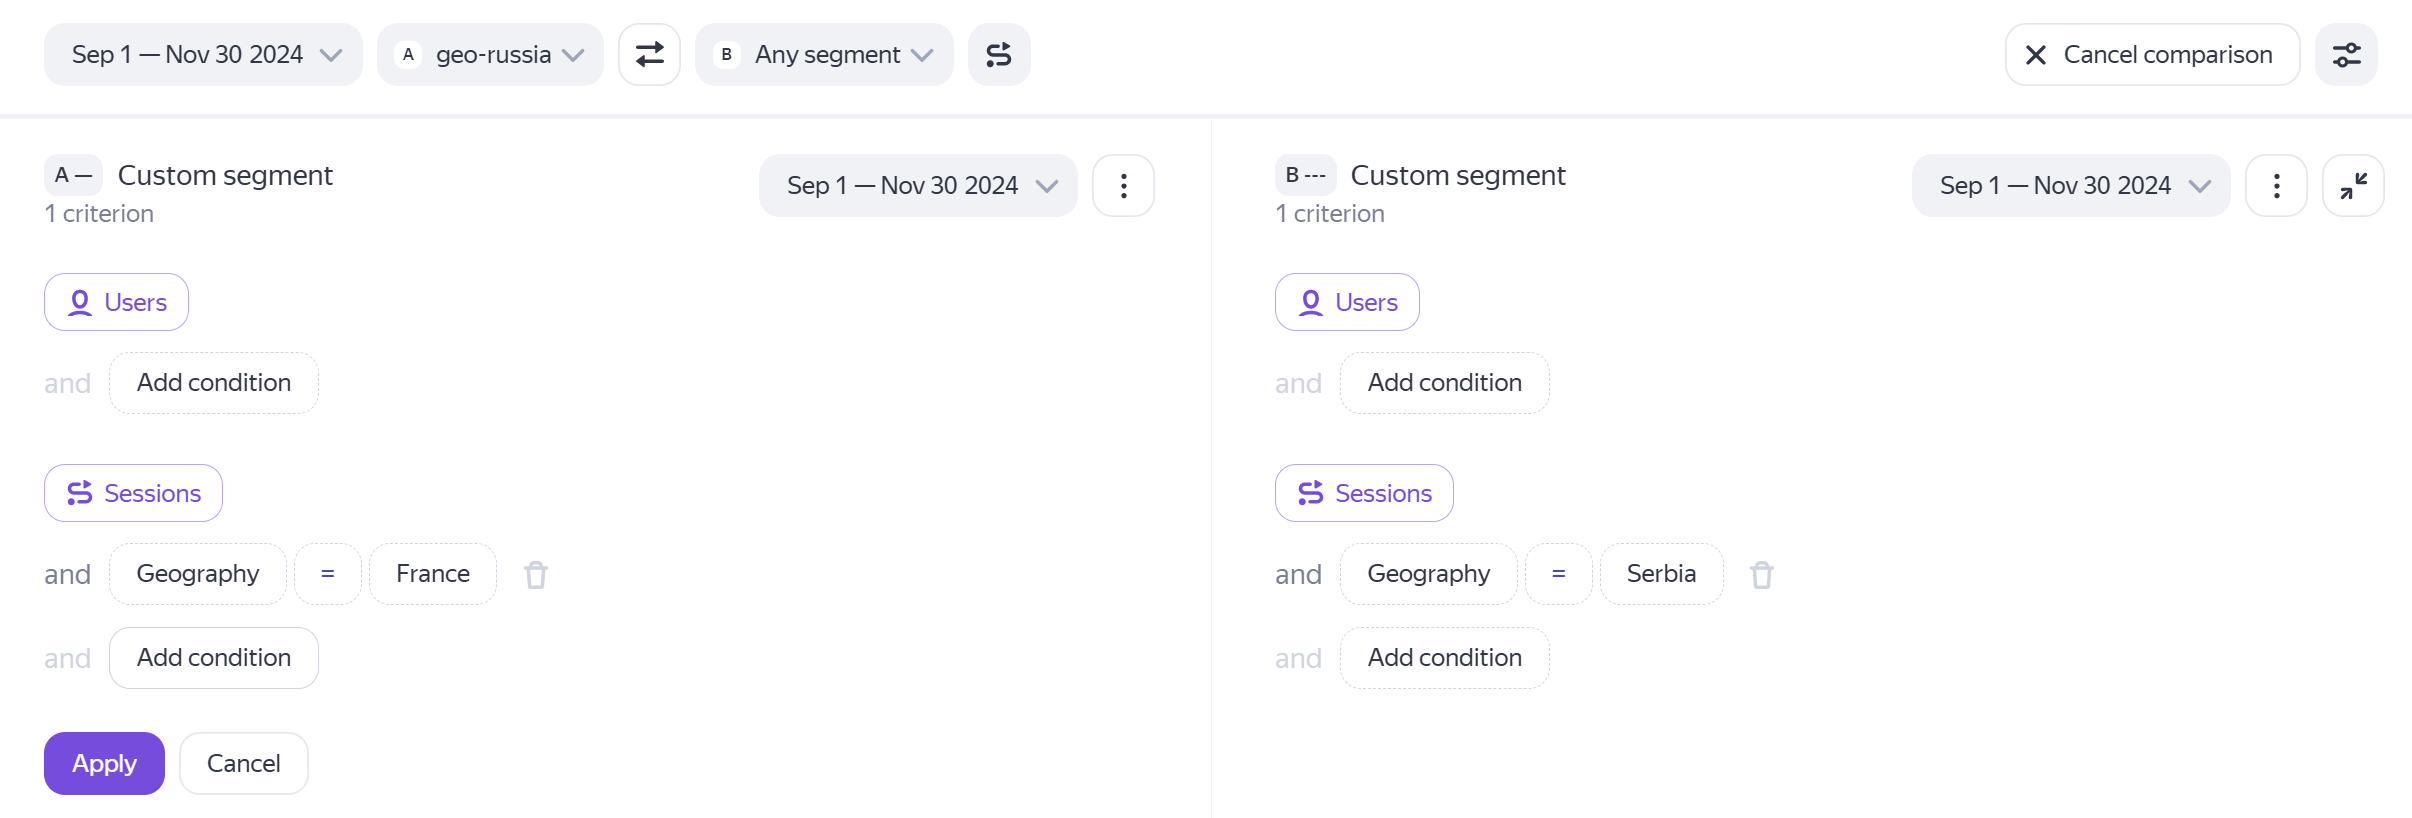 Sep 1 — Nov 30 2024 A geo-russia B Any segment Cancel comparison
A — Custom segment Sep 1 — Nov 30 2024
1 criterion
Users
and Add condition
Sessions
and Geography = France
and Add condition
Apply Cancel
B --- Custom segment Sep 1 — Nov 30 2024
1 criterion
Users
and Add condition
Sessions
and Geography = Serbia
and Add condition